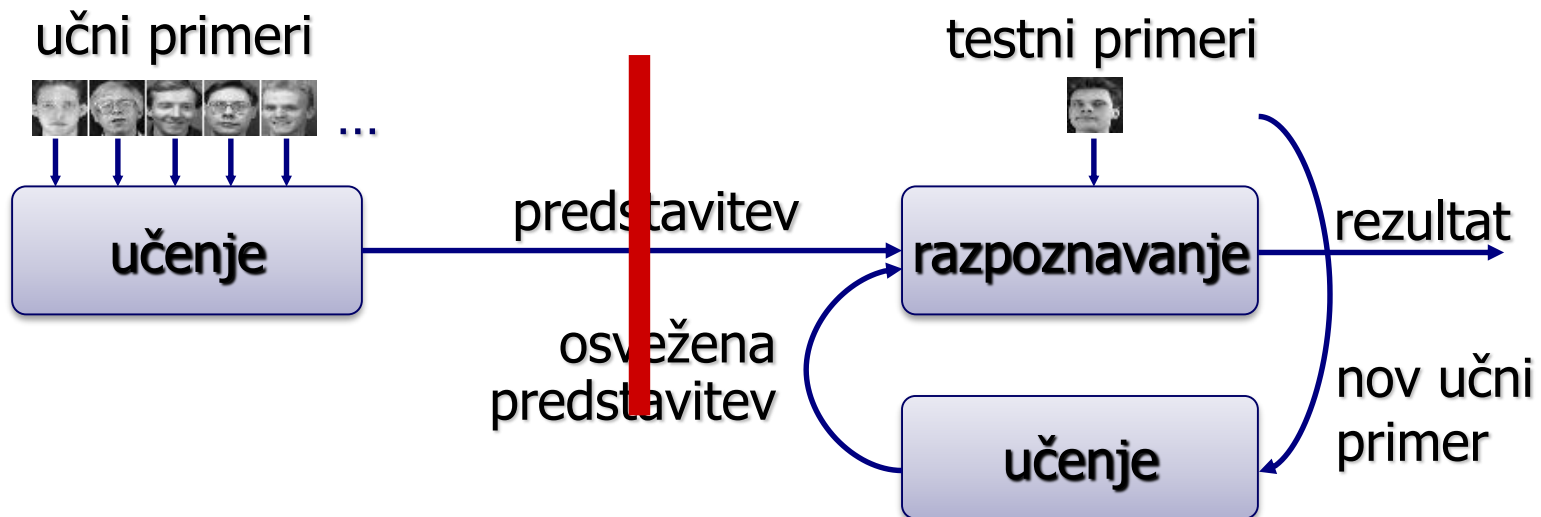 učni primeri
testni primeri
...
učenje
predstavitev
razpoznavanje
rezultat
osvežena
predstavitev
nov učni
primer
učenje